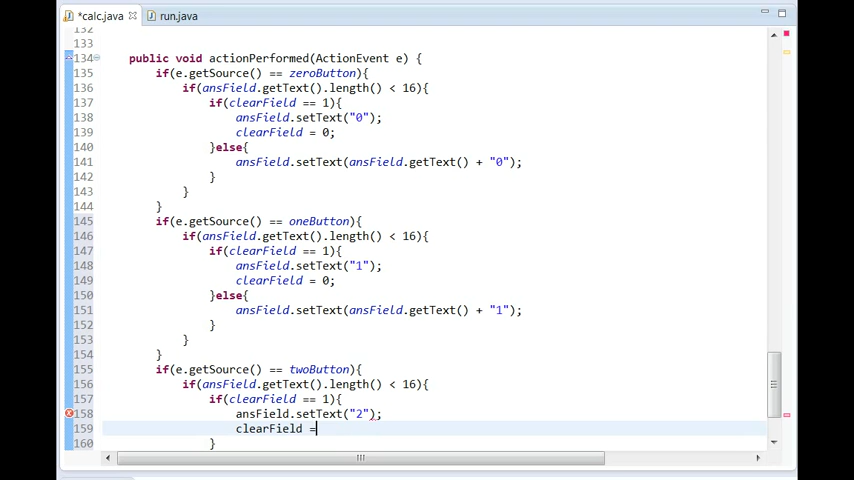 *calc.java run.java
132
133
134 public void actionPerformed(ActionEvent e) {
135 if(e.getSource() == zeroButton){
136 if(ansField.getText().length() < 16){
137 if(clearField == 1){
138 ansField.setText("0");
139 clearField = 0;
140 }else{
141 ansField.setText(ansField.getText() + "0");
142 }
143 }
144 }
145 if(e.getSource() == oneButton){
146 if(ansField.getText().length() < 16){
147 if(clearField == 1){
148 ansField.setText("1");
149 clearField = 0;
150 }else{
151 ansField.setText(ansField.getText() + "1");
152 }
153 }
154 }
155 if(e.getSource() == twoButton){
156 if(ansField.getText().length() < 16){
157 if(clearField == 1){
158 ansField.setText("2");
159 clearField =
160 }